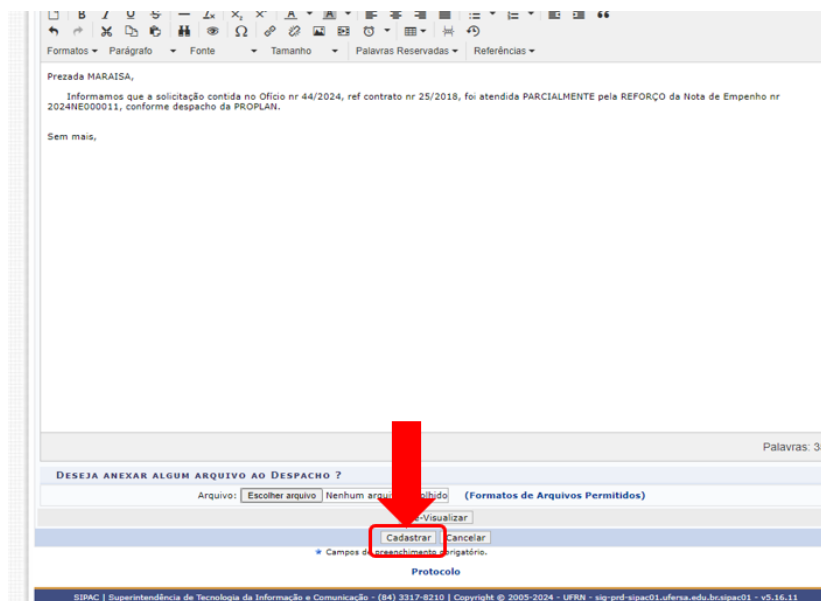 Formatos Parágrafo Fonte Tamanho Palavras Reservadas Referências
Prezada MARAISA,
Informamos que a solicitação contida no Ofício nr 44/2024, ref contrato nr 25/2018, foi atendida PARCIALMENTE pela REFORÇO da Nota de Empenho nr
2024NE000011, conforme despacho da PROPLAN.
Sem mais,
Palavras: 3
DESEJA ANEXAR ALGUM ARQUIVO AO DESPACHO ?
Arquivo: Escolher arquivo Nenhum (Formatos de Arquivos Permitidos)
-Visualizar
Cadastrar Cancelar
Campos de preenchimento obrigatório.
Protocolo
SIPAC | Superintendência de Tecnologia da Informação e Comunicação - (84) 3317-8210 | Copyright © 2005-2024 - UFRN - sig-prd-sipac01.ufersa.edu.br.sipac01 - v5.16.11